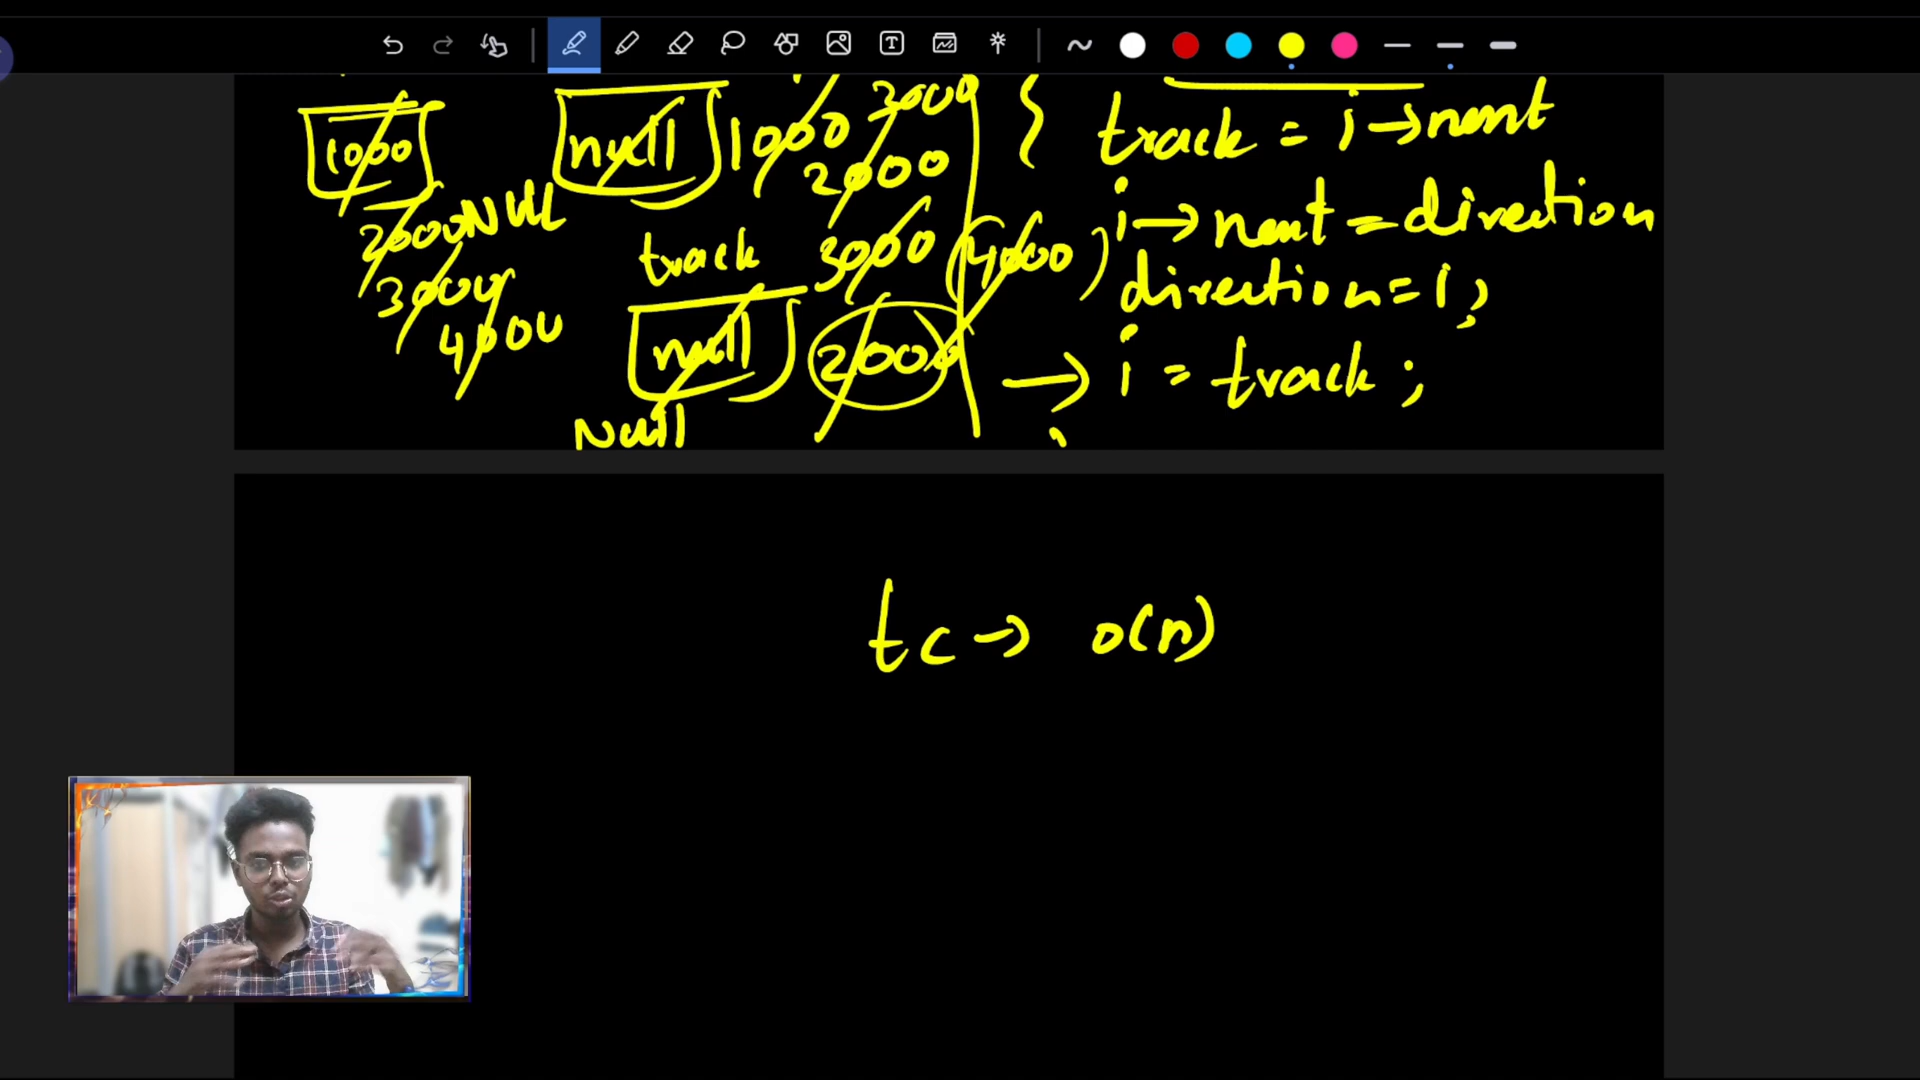 1000
2000 NULL
3000
4000
null 1000 3000
2000
track 3000 (4000)
null 2000
Null
}
track = i → next
i → next = direction
direction = i;
→ i = track;
tc → o(n)
T